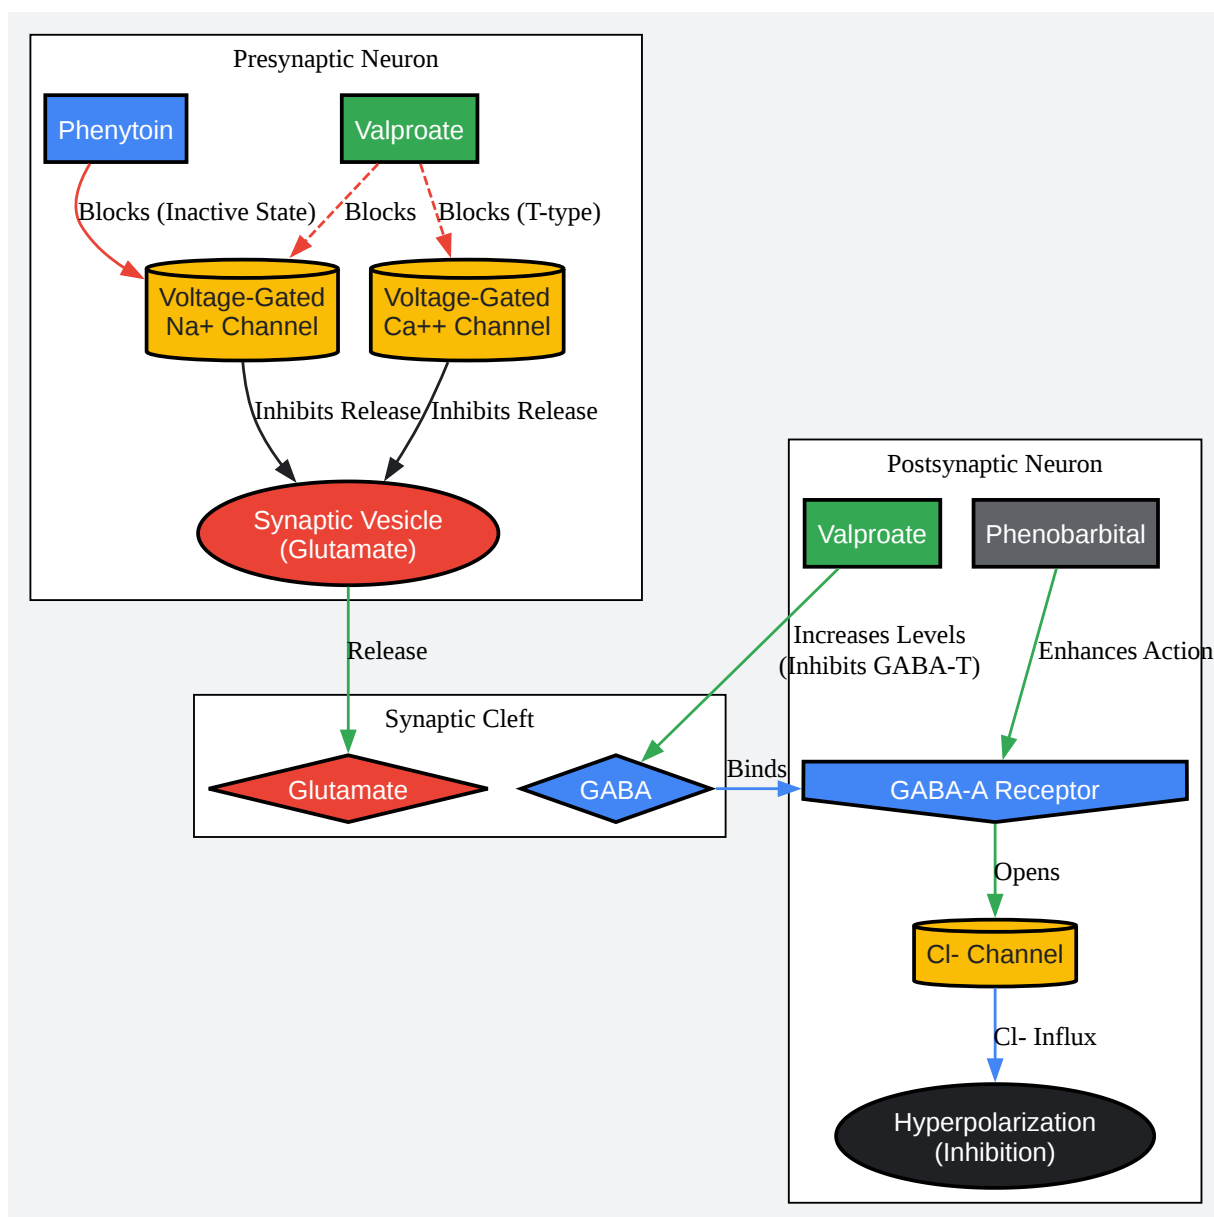 Presynaptic Neuron
Phenytoin
Valproate
Blocks (Inactive State)
Blocks
Blocks (T-type)
Voltage-Gated
Na+ Channel
Voltage-Gated
Ca++ Channel
Inhibits Release
Inhibits Release
Synaptic Vesicle
(Glutamate)
Release
Postsynaptic Neuron
Valproate
Phenobarbital
Increases Levels
(Inhibits GABA-T)
Enhances Action
Synaptic Cleft
Glutamate
GABA
Binds
GABA-A Receptor
Opens
Cl- Channel
Cl- Influx
Hyperpolarization
(Inhibition)